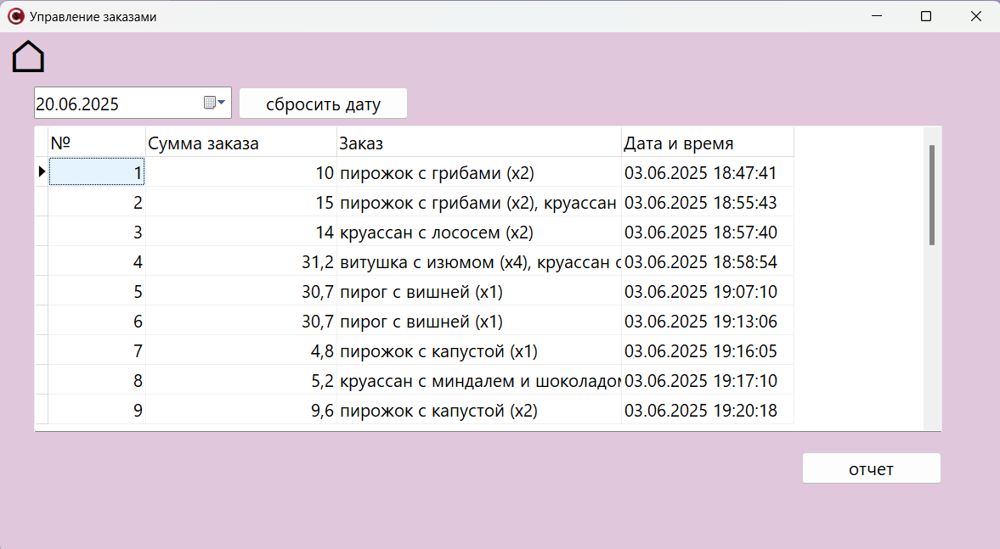 Управление заказами
20.06.2025 сбросить дату
№ Сумма заказа Заказ Дата и время
1 10 пирожок с грибами (x2) 03.06.2025 18:47:41
2 15 пирожок с грибами (x2), круассан 03.06.2025 18:55:43
3 14 круассан с лососем (x2) 03.06.2025 18:57:40
4 31,2 витушка с изюмом (x4), круассан с 03.06.2025 18:58:54
5 30,7 пирог с вишней (x1) 03.06.2025 19:07:10
6 30,7 пирог с вишней (x1) 03.06.2025 19:13:06
7 4,8 пирожок с капустой (x1) 03.06.2025 19:16:05
8 5,2 круассан с миндалем и шоколадом 03.06.2025 19:17:10
9 9,6 пирожок с капустой (x2) 03.06.2025 19:20:18
отчет